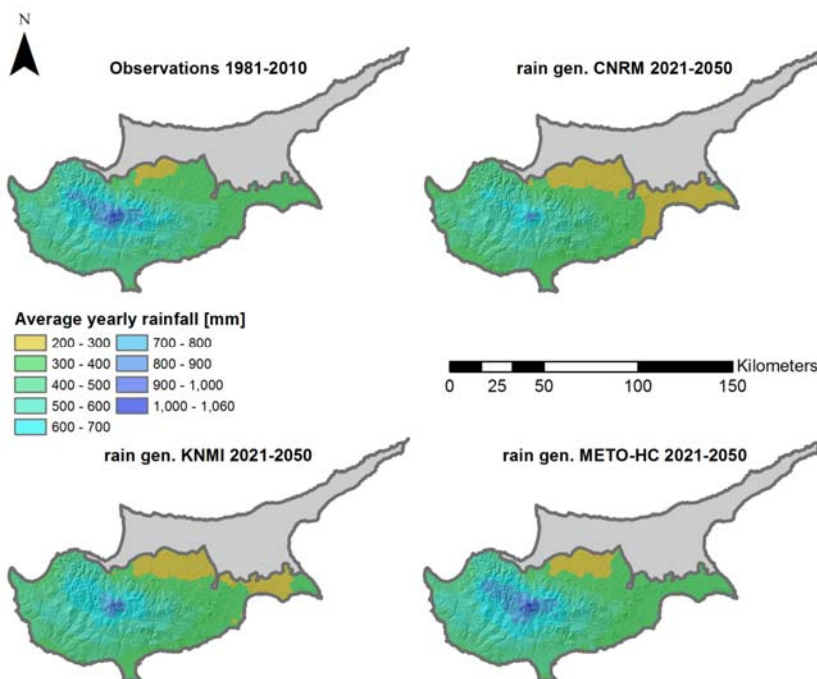 N
Observations 1981-2010
rain gen. CNRM 2021-2050
Average yearly rainfall [mm]
200 - 300
700 - 800
300 - 400
800 - 900
400 - 500
900 - 1,000
500 - 600
1,000 - 1,060
600 - 700
Kilometers
0 25 50 100 150
rain gen. KNMI 2021-2050
rain gen. METO-HC 2021-2050